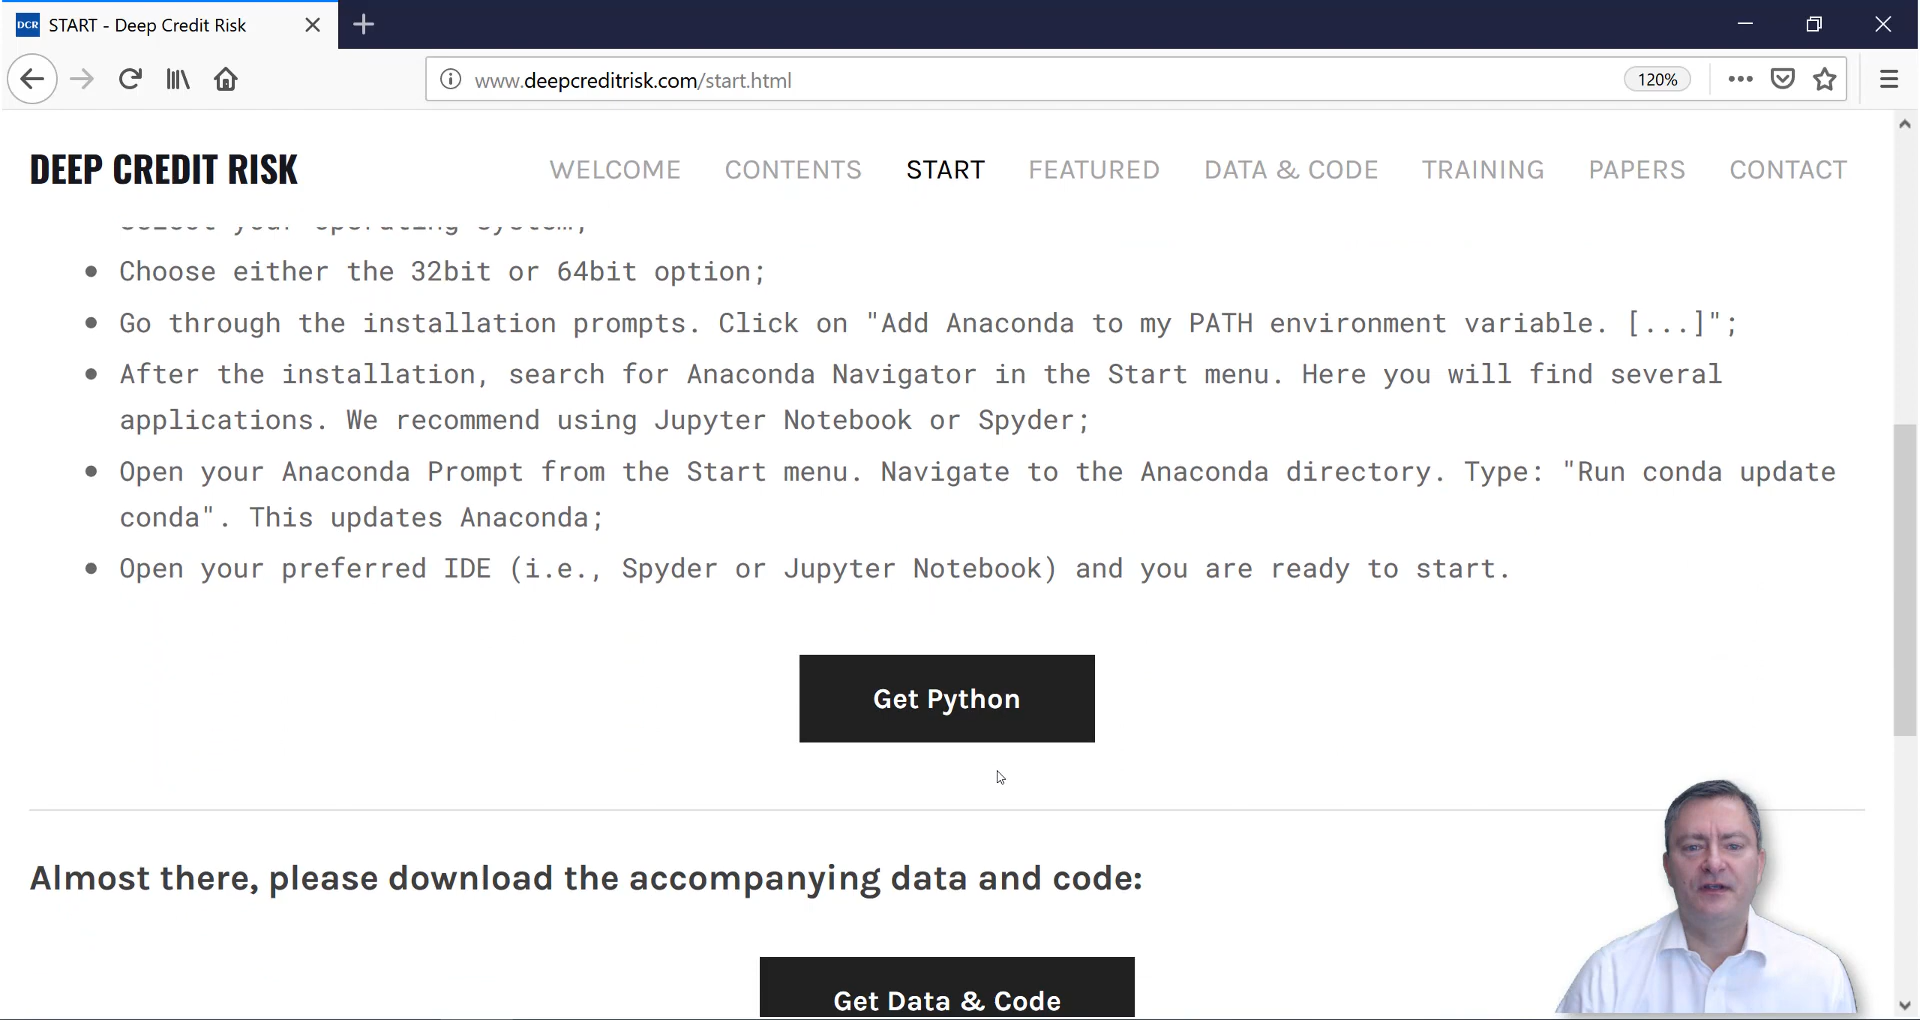 DCR START - Deep Credit Risk
www.deepcreditrisk.com/start.html
120%
DEEP CREDIT RISK
WELCOME CONTENTS START FEATURED DATA & CODE TRAINING PAPERS CONTACT
Select your operating system;
Choose either the 32bit or 64bit option;
Go through the installation prompts. Click on "Add Anaconda to my PATH environment variable. [...]";
After the installation, search for Anaconda Navigator in the Start menu. Here you will find several
applications. We recommend using Jupyter Notebook or Spyder;
Open your Anaconda Prompt from the Start menu. Navigate to the Anaconda directory. Type: "Run conda update
conda". This updates Anaconda;
Open your preferred IDE (i.e., Spyder or Jupyter Notebook) and you are ready to start.
Get Python
Almost there, please download the accompanying data and code:
Get Data & Code